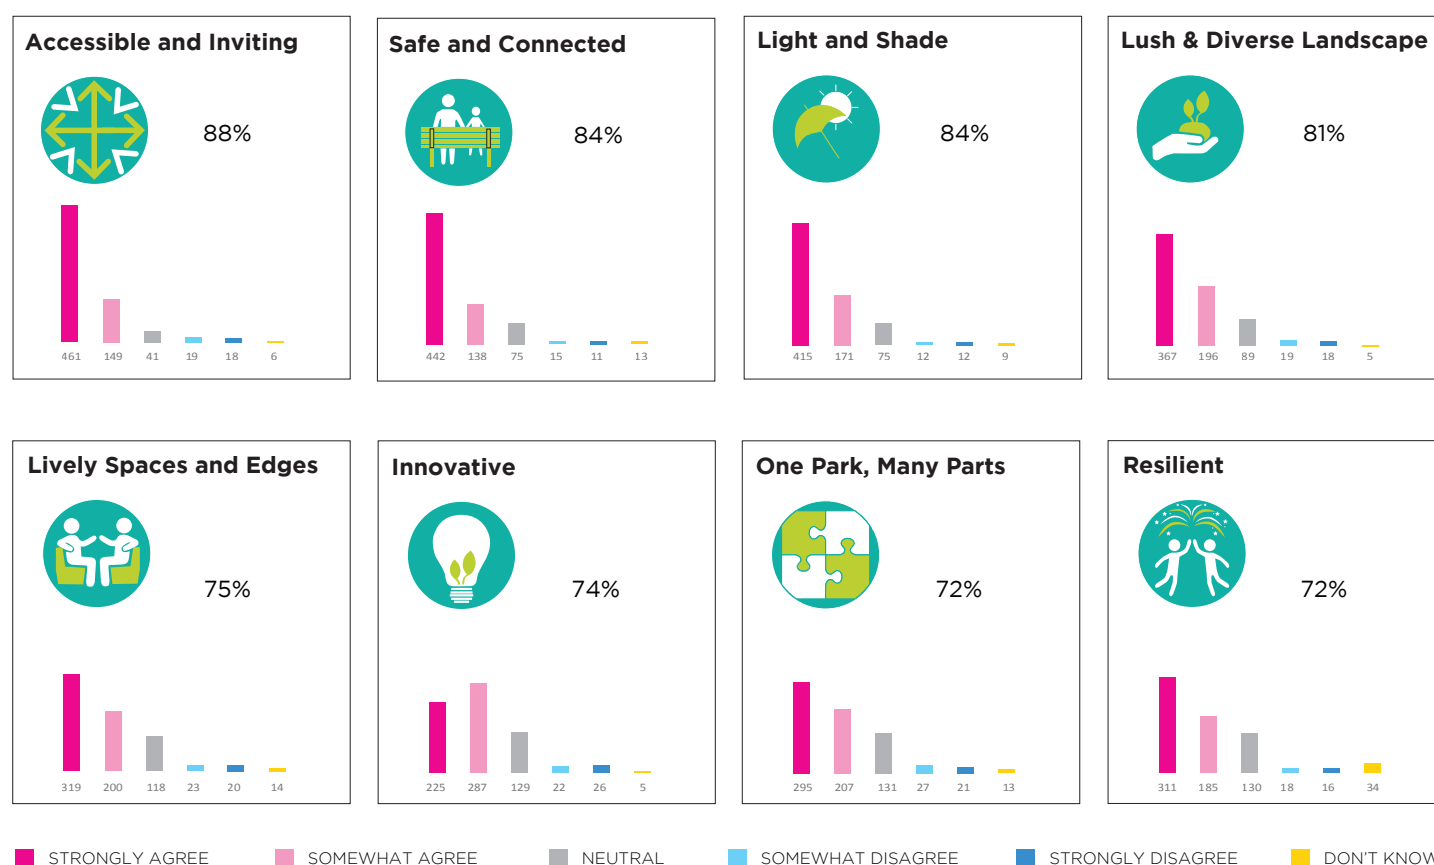 Accessible and Inviting
88%
461 149 41 19 18 6
Safe and Connected
84%
442 138 75 15 11 13
Light and Shade
84%
415 171 75 12 12 9
Lush & Diverse Landscape
81%
367 196 89 19 18 5
Lively Spaces and Edges
75%
319 200 118 23 20 14
Innovative
74%
225 287 129 22 26 5
One Park, Many Parts
72%
295 207 131 27 21 13
Resilient
72%
311 185 130 18 16 34
STRONGLY AGREE SOMEWHAT AGREE NEUTRAL SOMEWHAT DISAGREE STRONGLY DISAGREE DON'T KNOW